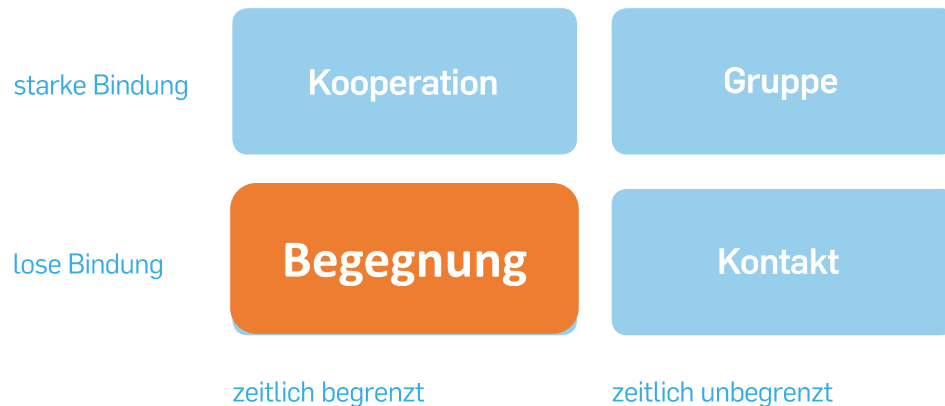 starke Bindung
Kooperation
Gruppe
lose Bindung
Begegnung
Kontakt
zeitlich begrenzt
zeitlich unbegrenzt